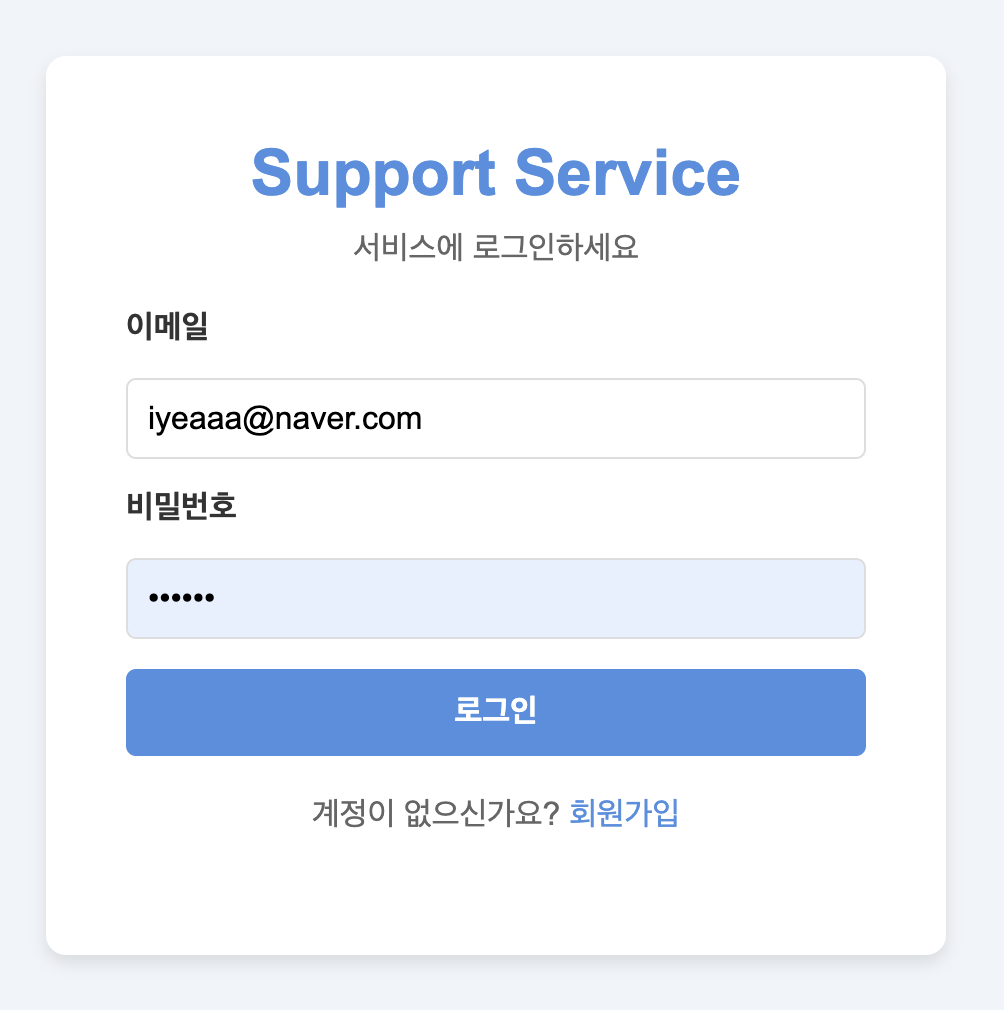 Support Service
서비스에 로그인하세요
이메일
iyeaaa@naver.com
비밀번호
••••••
로그인
계정이 없으신가요? 회원가입